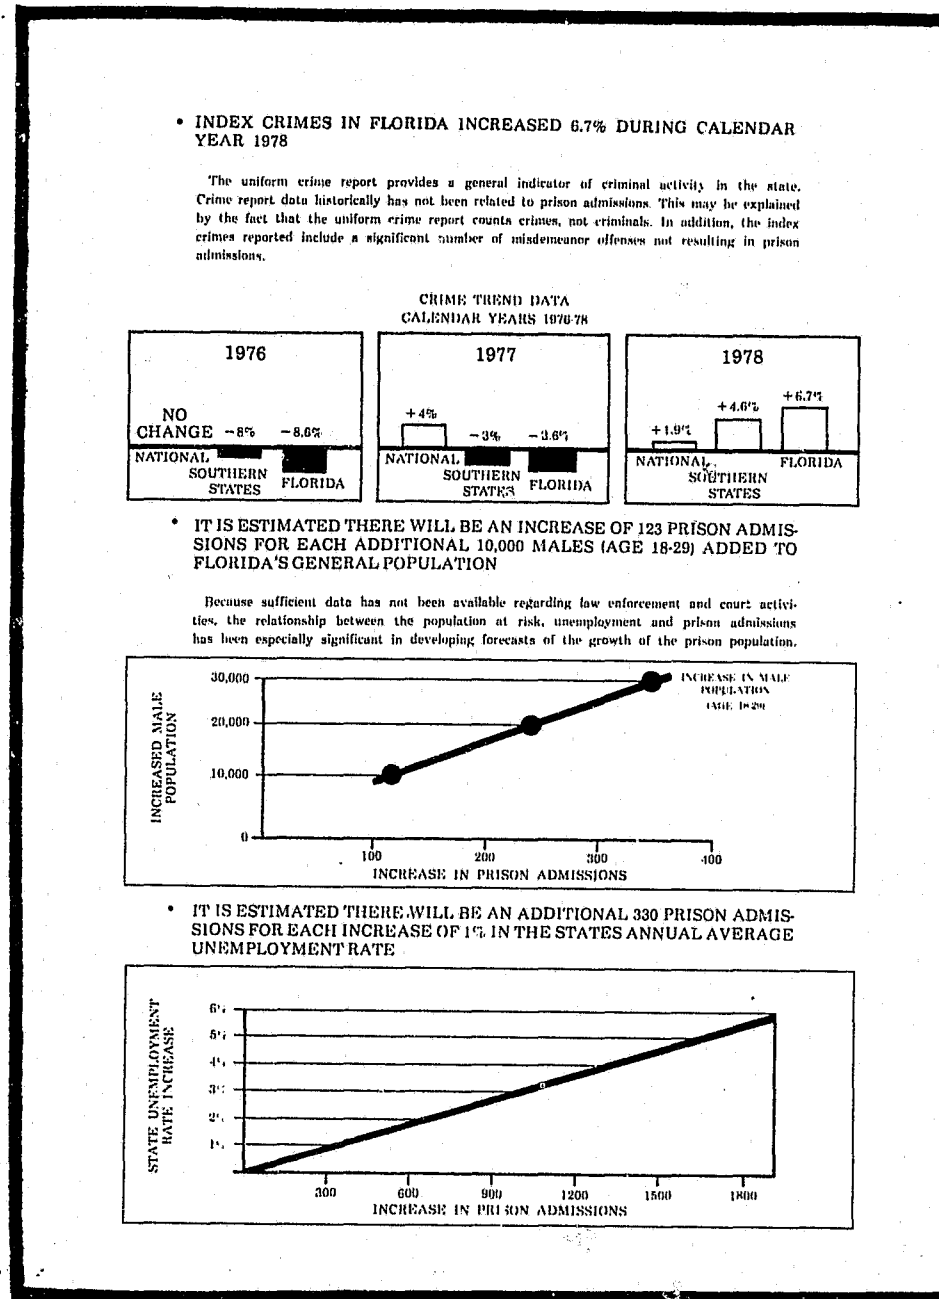 • INDEX CRIMES IN FLORIDA INCREASED 6.7% DURING CALENDAR
YEAR 1978
The uniform crime report provides a general indicator of criminal activity in the state.
Crime report data historically has not been related to prison admissions. This may be explained
by the fact that the uniform crime report counts crimes, not criminals. In addition, the index
crimes reported include a significant number of misdemeanor offenses not resulting in prison
admissions.
CRIME TREND DATA
CALENDAR YEARS 1976-78
1976
NO
CHANGE -8% -8.6%
NATIONAL
SOUTHERN
STATES
FLORIDA
1977
+4%
-3% -3.6%
NATIONAL
SOUTHERN
STATES
FLORIDA
1978
+1.9% +4.6% +6.7%
NATIONAL
SOUTHERN
STATES
FLORIDA
• IT IS ESTIMATED THERE WILL BE AN INCREASE OF 123 PRISON ADMIS-
SIONS FOR EACH ADDITIONAL 10,000 MALES (AGE 18-29) ADDED TO
FLORIDA'S GENERAL POPULATION
Because sufficient data has not been available regarding law enforcement and court activi-
ties, the relationship between the population at risk, unemployment and prison admissions
has been especially significant in developing forecasts of the growth of the prison population.
INCREASED MALE
POPULATION
30,000
20,000
10,000
0
INCREASE IN MALE
POPULATION
(AGE 18-29)
100 200 300 400
INCREASE IN PRISON ADMISSIONS
• IT IS ESTIMATED THERE WILL BE AN ADDITIONAL 330 PRISON ADMIS-
SIONS FOR EACH INCREASE OF 1% IN THE STATES ANNUAL AVERAGE
UNEMPLOYMENT RATE
STATE UNEMPLOYMENT
RATE INCREASE
6%
5%
4%
3%
2%
1%
300 600 900 1200 1500 1800
INCREASE IN PRISON ADMISSIONS